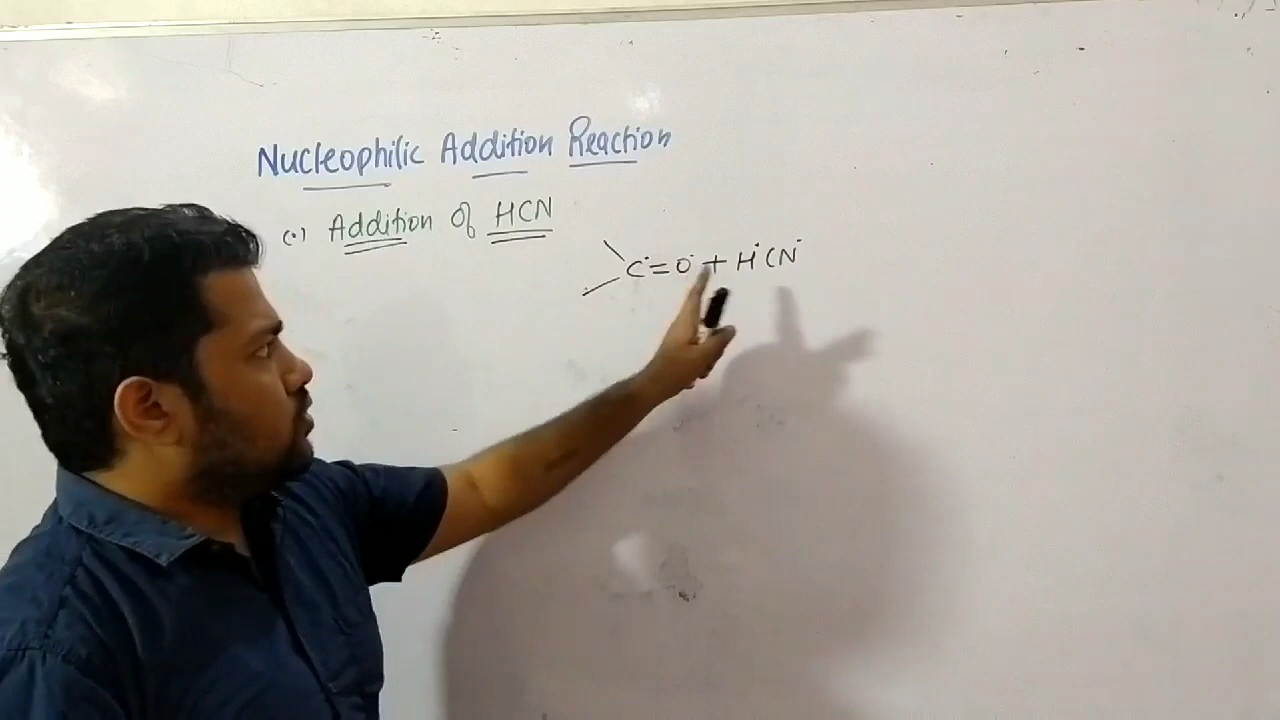 Nucleophilic Addition Reaction
(•) Addition of HCN
C=O + HCN